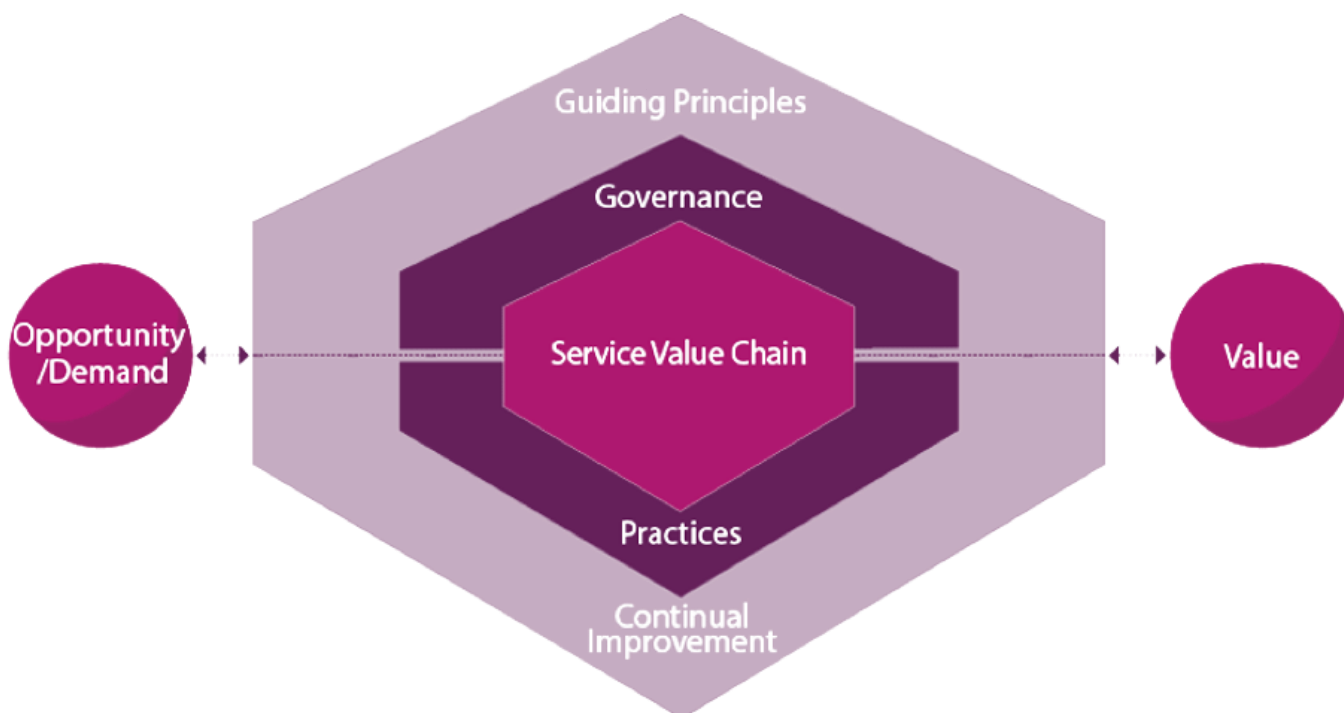 Guiding Principles
Governance
Opportunity
/Demand
Service Value Chain
Value
Practices
Continual
Improvement